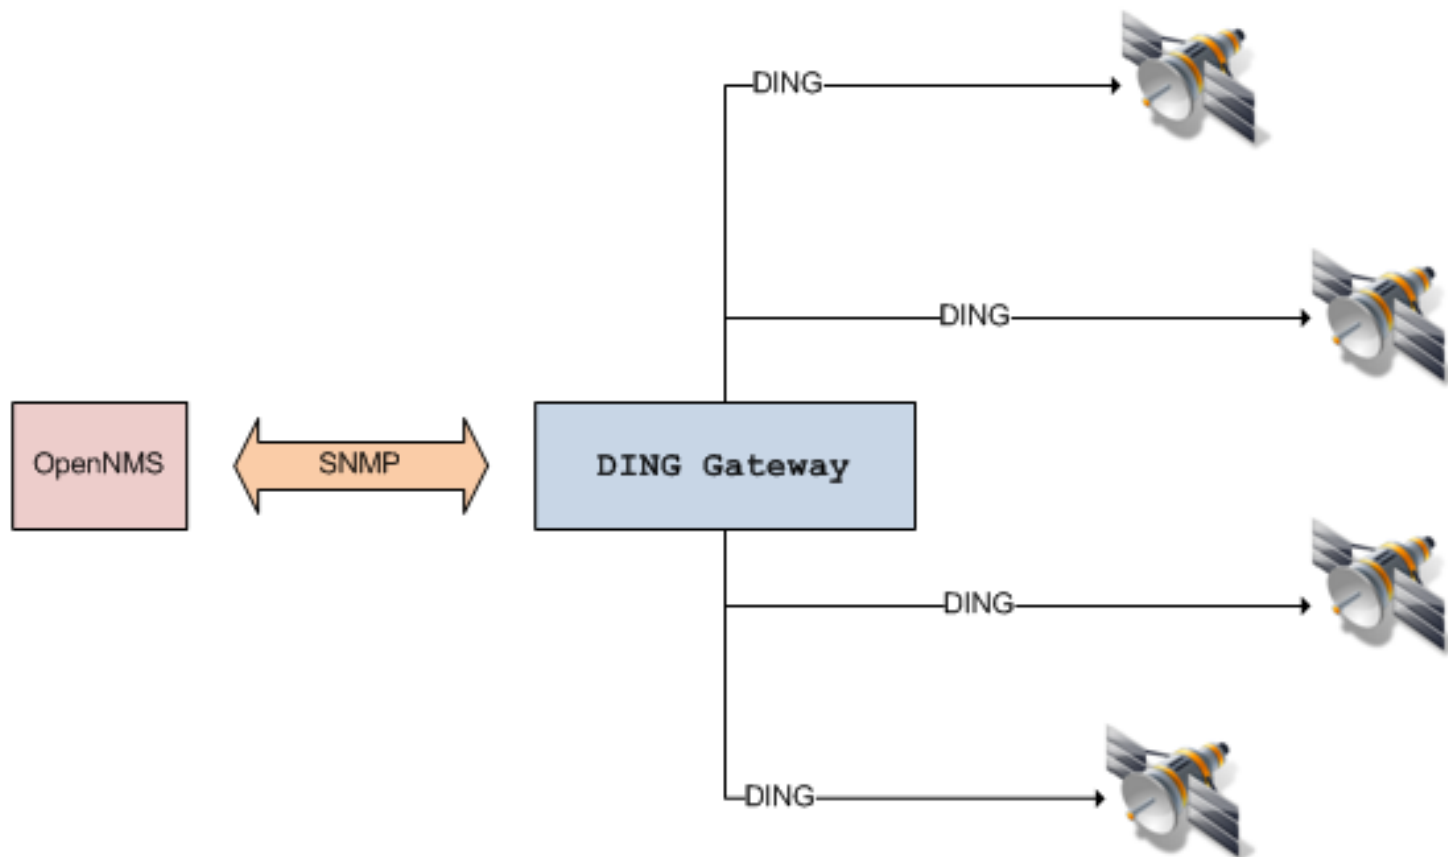 DING
DING
OpenNMS
SNMP
DING Gateway
DING
DING